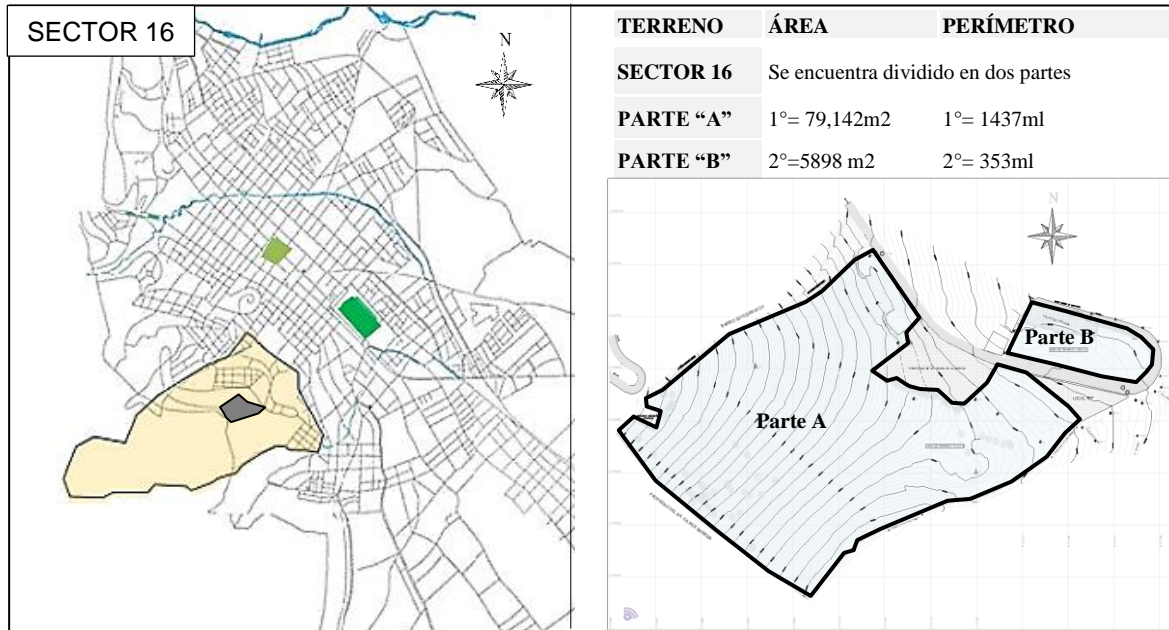 SECTOR 16
N
TERRENO ÁREA PERÍMETRO
SECTOR 16 Se encuentra dividido en dos partes
PARTE “A” 1°= 79,142m2 1°= 1437ml
PARTE “B” 2°=5898 m2 2°= 353ml
N
Parte B
Parte A